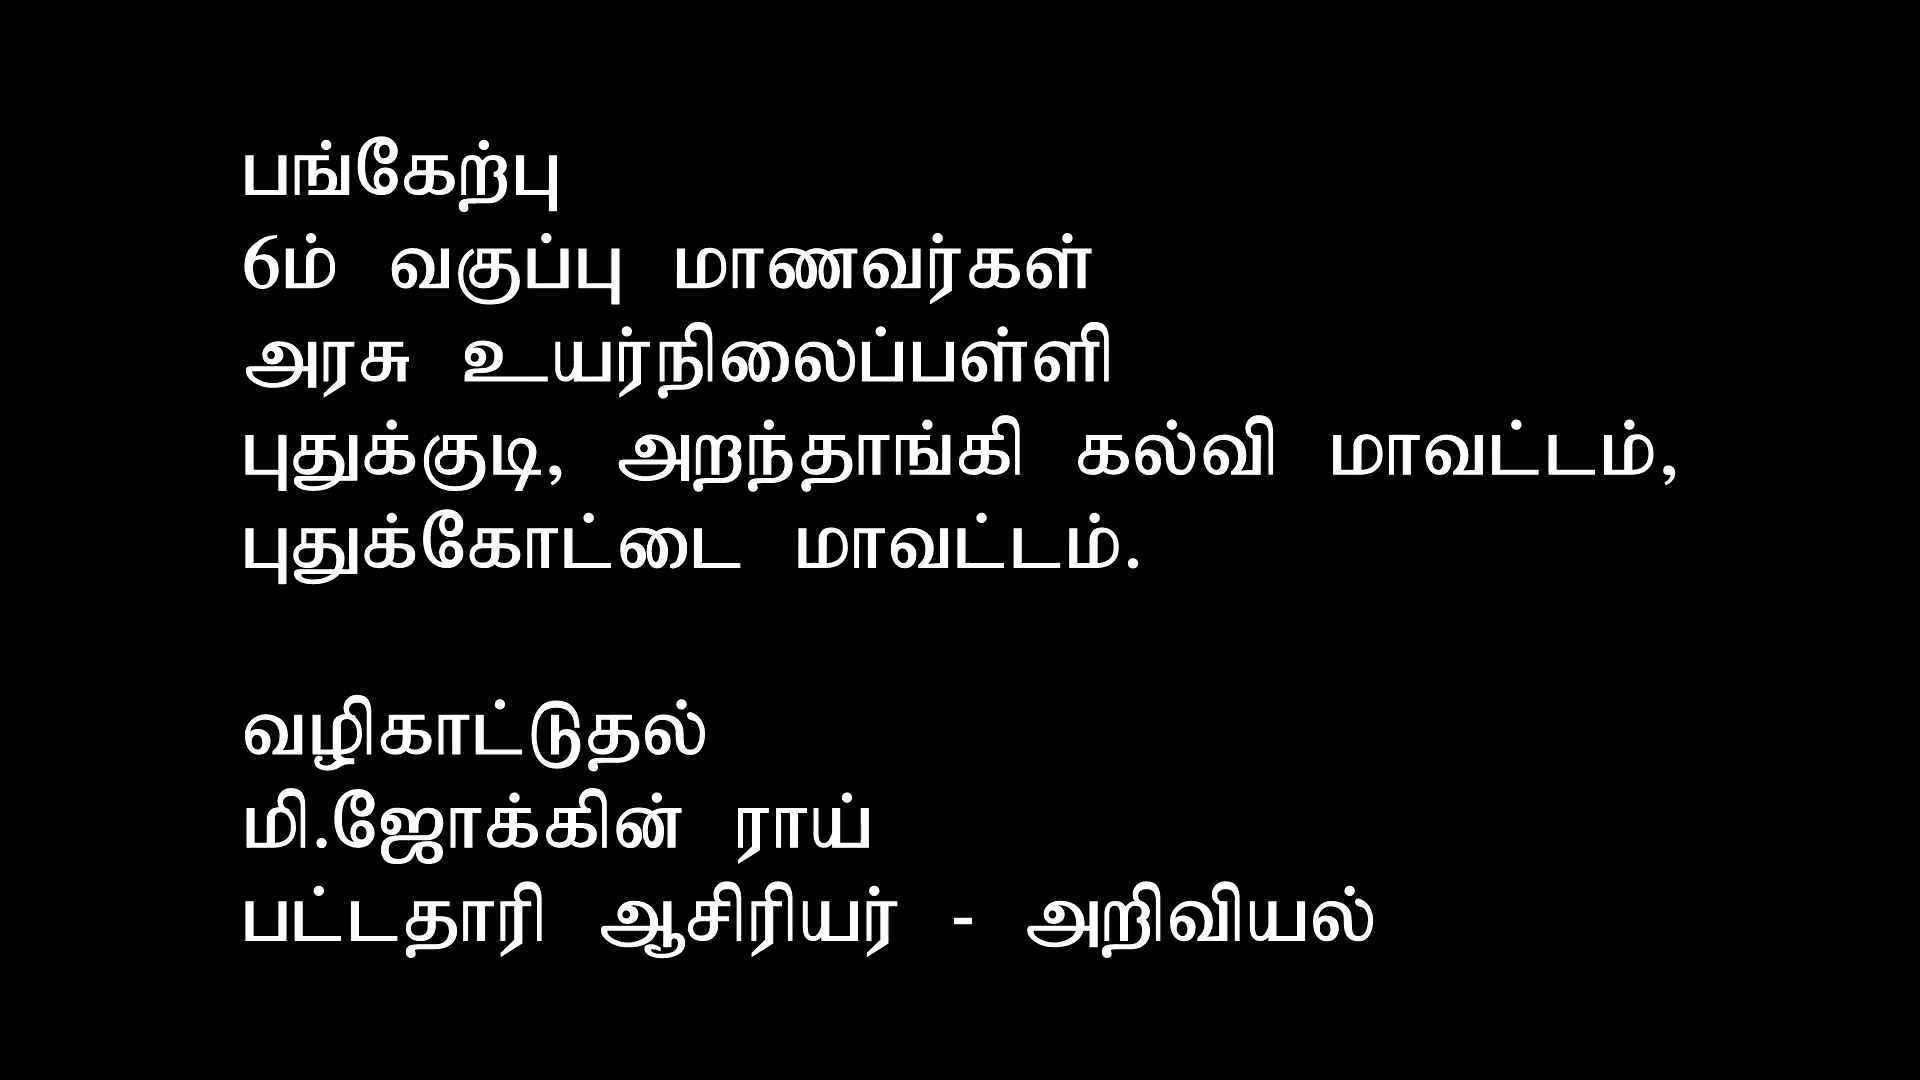 பங்கேற்பு
6ம் வகுப்பு மாணவர்கள்
அரசு உயர்நிலைப்பள்ளி
புதுக்குடி, அறந்தாங்கி கல்வி மாவட்டம்,
புதுக்கோட்டை மாவட்டம்.
வழிகாட்டுதல்
மி.ஜோக்கின் ராய்
பட்டதாரி ஆசிரியர் - அறிவியல்